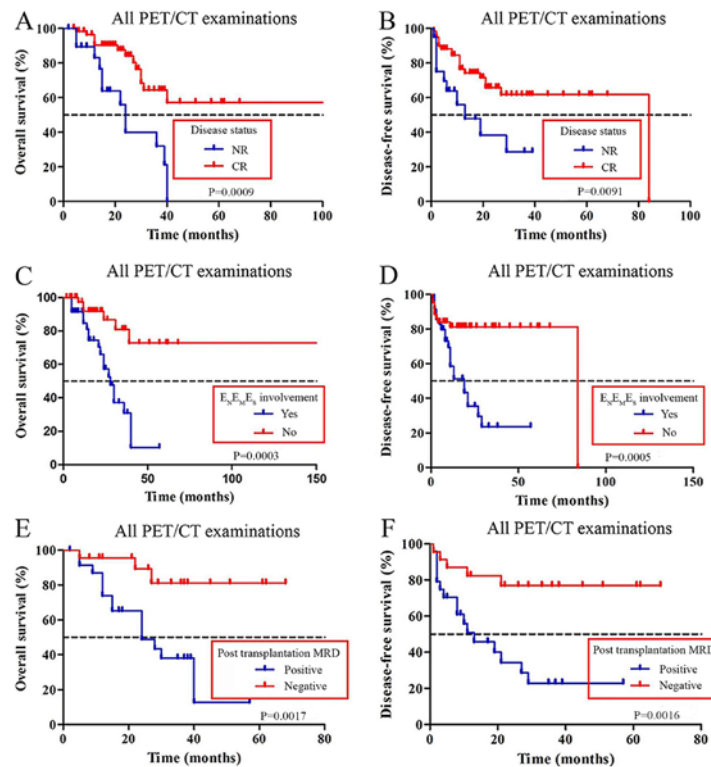 A
All PET/CT examinations
Overall survival (%)
100
80
60
40
20
0
Disease status
NR
CR
P=0.0009
0 20 40 60 80 100
Time (months)
B
All PET/CT examinations
Disease-free survival (%)
100
80
60
40
20
0
Disease status
NR
CR
P=0.0091
0 20 40 60 80 100
Time (months)
C
All PET/CT examinations
Overall survival (%)
100
80
60
40
20
0
EₙEₘEₛ involvement
Yes
No
P=0.0003
0 50 100 150
Time (months)
D
All PET/CT examinations
Disease-free survival (%)
100
80
60
40
20
0
EₙEₘEₛ involvement
Yes
No
P=0.0005
0 50 100 150
Time (months)
E
All PET/CT examinations
Overall survival (%)
100
80
60
40
20
0
Post transplantation MRD
Positive
Negative
P=0.0017
0 20 40 60 80
Time (months)
F
All PET/CT examinations
Disease-free survival (%)
100
80
60
40
20
0
Post transplantation MRD
Positive
Negative
P=0.0016
0 20 40 60 80
Time (months)